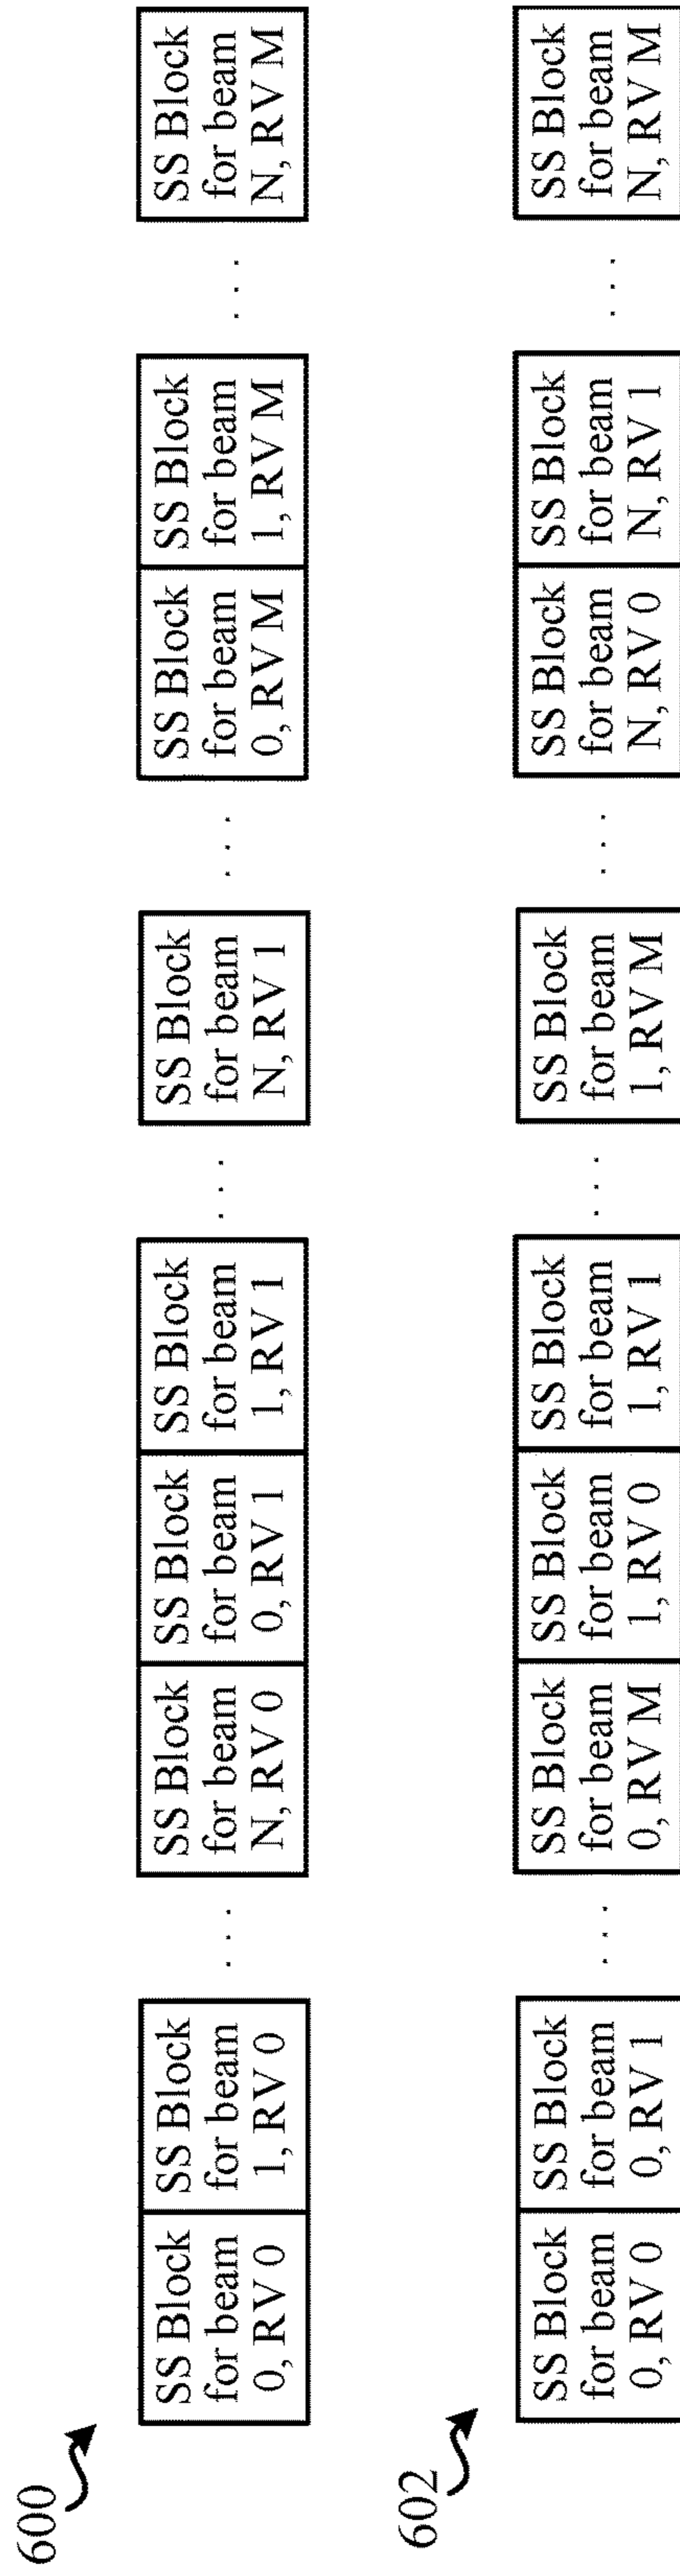 600
SS Block
for beam
0, RV 0
SS Block
for beam
1, RV 0
. . .
SS Block
for beam
N, RV 0
SS Block
for beam
0, RV 1
SS Block
for beam
1, RV 1
. . .
SS Block
for beam
N, RV 1
. . .
SS Block
for beam
0, RV M
SS Block
for beam
1, RV M
. . .
SS Block
for beam
N, RV M
602
SS Block
for beam
0, RV 0
SS Block
for beam
0, RV 1
. . .
SS Block
for beam
0, RV M
SS Block
for beam
1, RV 0
SS Block
for beam
1, RV 1
. . .
SS Block
for beam
1, RV M
. . .
SS Block
for beam
N, RV 0
SS Block
for beam
N, RV 1
. . .
SS Block
for beam
N, RV M